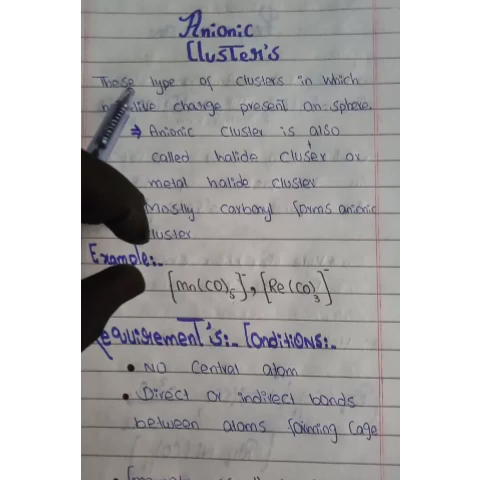 Anionic
Cluster's
These type of clusters in which
charge present on sphere.
⇒ Anionic cluster is also
called halide cluster or
metal halide cluster
Mostly carbonyl forms anionic
cluster
Example:-
[mn(CO)5]⁻, [Re(CO)3]⁻
Requirement's:- Conditions:-
• NO Central atom
• Direct or indirect bonds
between atoms forming cage